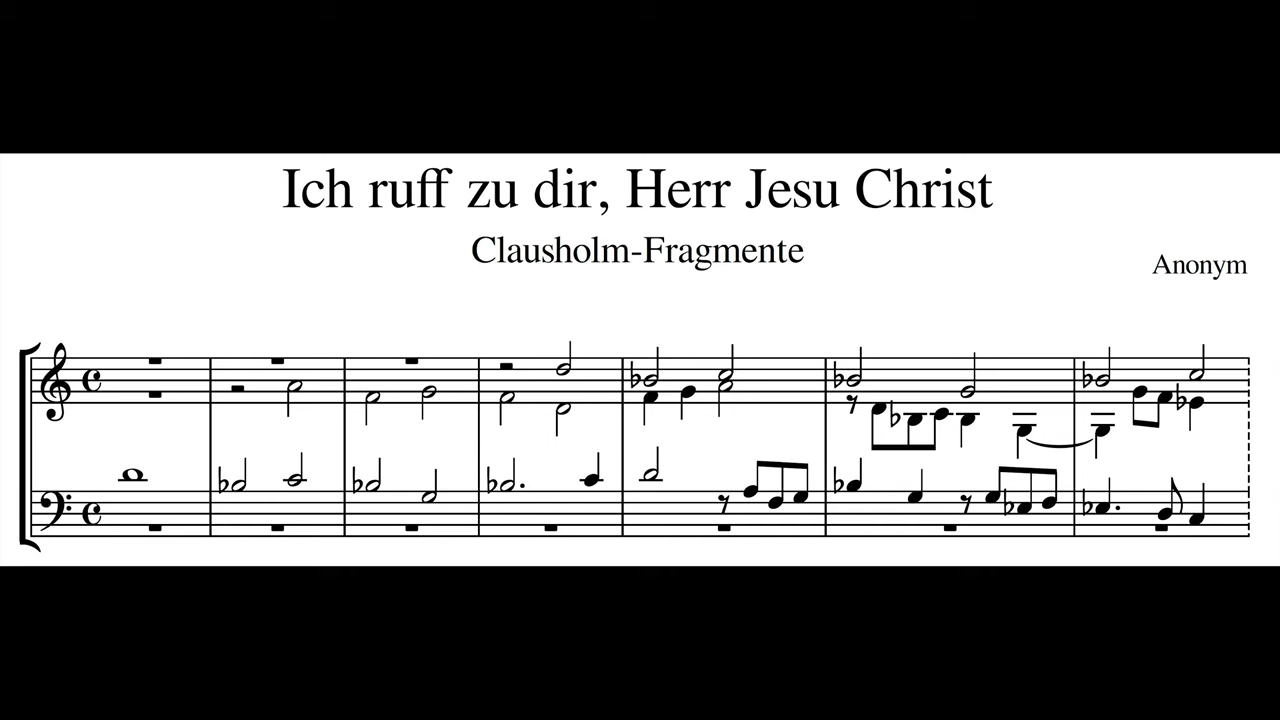 Ich ruff zu dir, Herr Jesu Christ
Clausholm-Fragmente
Anonym